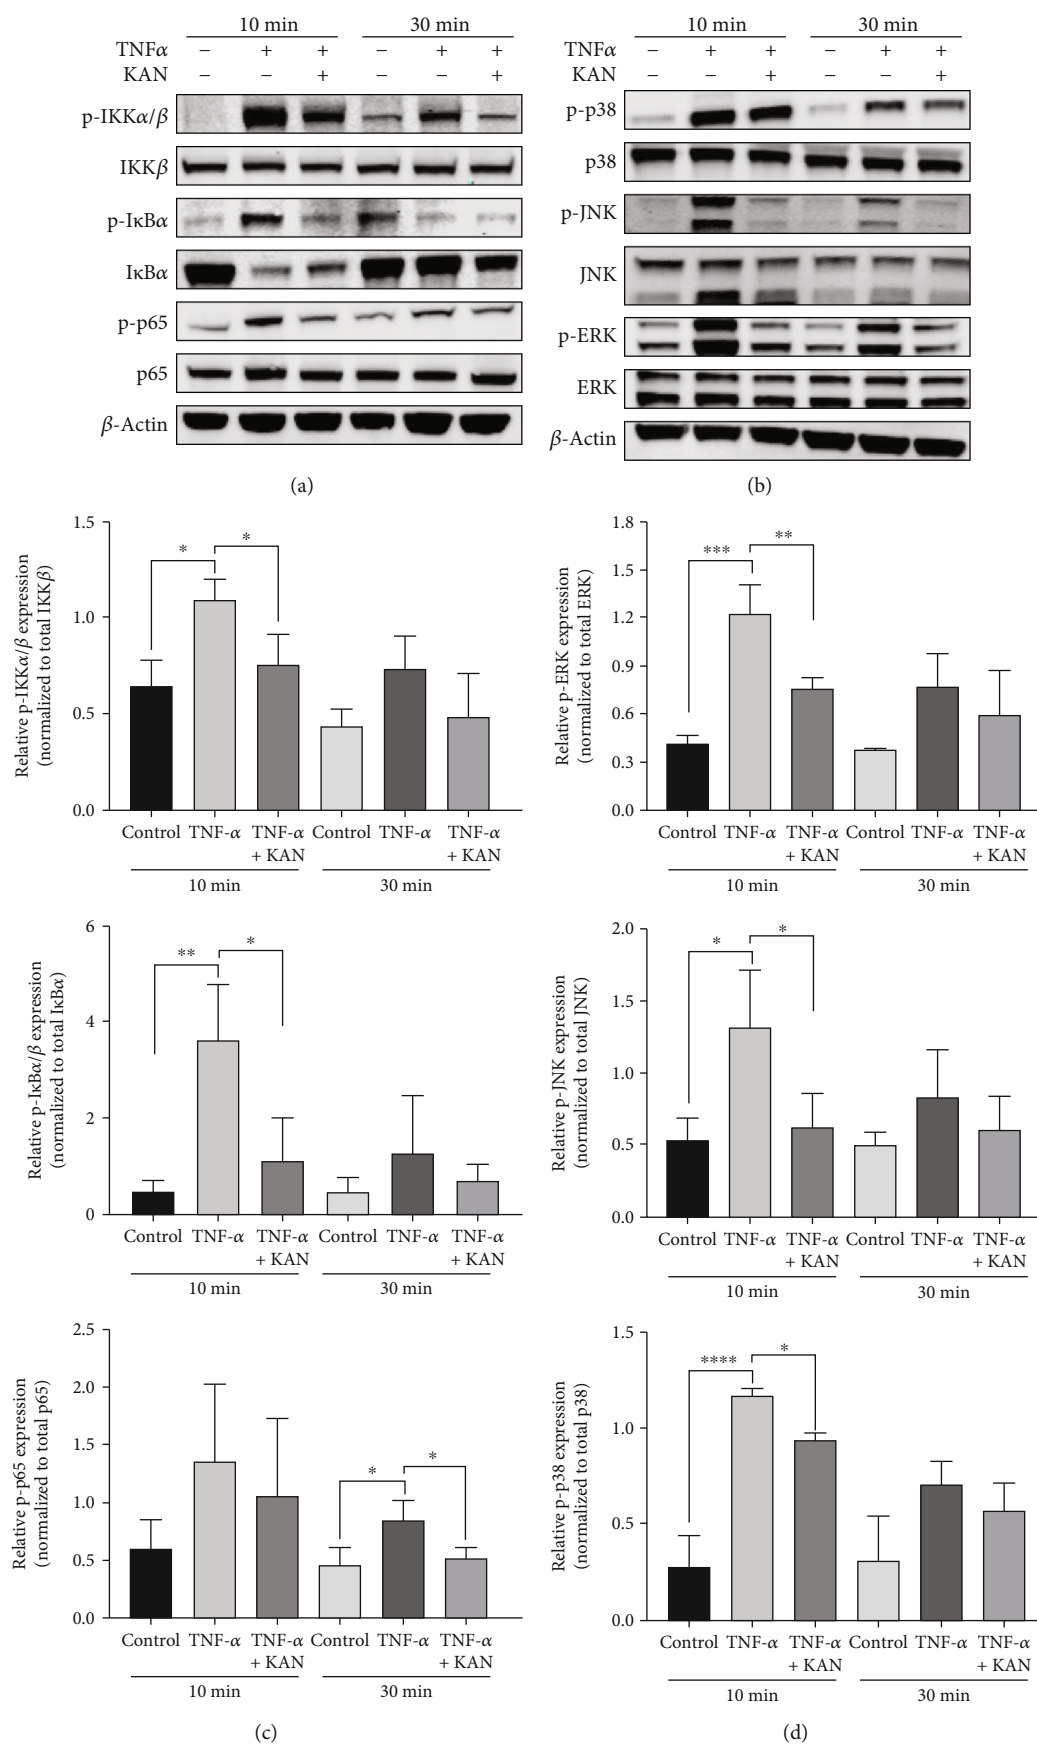 10 min 30 min
TNFα − + + − + +
KAN − − + − − +
p-IKKα/β
IKKβ
p-IκBα
IκBα
p-p65
p65
β-Actin
(a)
10 min 30 min
TNFα − + + − + +
KAN − − + − − +
p-p38
p38
p-JNK
JNK
p-ERK
ERK
β-Actin
(b)
Relative p-IKKα/β expression
(normalized to total IKKβ)
1.5
1.0
0.5
0.0
* *
Control TNF-α TNF-α Control TNF-α TNF-α
+ KAN + KAN
10 min 30 min
Relative p-IκBα/β expression
(normalized to total IκBα)
6
4
2
0
** *
Control TNF-α TNF-α Control TNF-α TNF-α
+ KAN + KAN
10 min 30 min
Relative p-p65 expression
(normalized to total p65)
2.5
2.0
1.5
1.0
0.5
0.0
* *
Control TNF-α TNF-α Control TNF-α TNF-α
+ KAN + KAN
10 min 30 min
(c)
Relative p-ERK expression
(normalized to total ERK)
1.8
1.5
1.2
0.9
0.6
0.3
0.0
*** **
Control TNF-α TNF-α Control TNF-α TNF-α
+ KAN + KAN
10 min 30 min
Relative p-JNK expression
(normalized to total JNK)
2.0
1.5
1.0
0.5
0.0
* *
Control TNF-α TNF-α Control TNF-α TNF-α
+ KAN + KAN
10 min 30 min
Relative p-p38 expression
(normalized to total p38)
1.5
1.0
0.5
0.0
**** *
Control TNF-α TNF-α Control TNF-α TNF-α
+ KAN + KAN
10 min 30 min
(d)